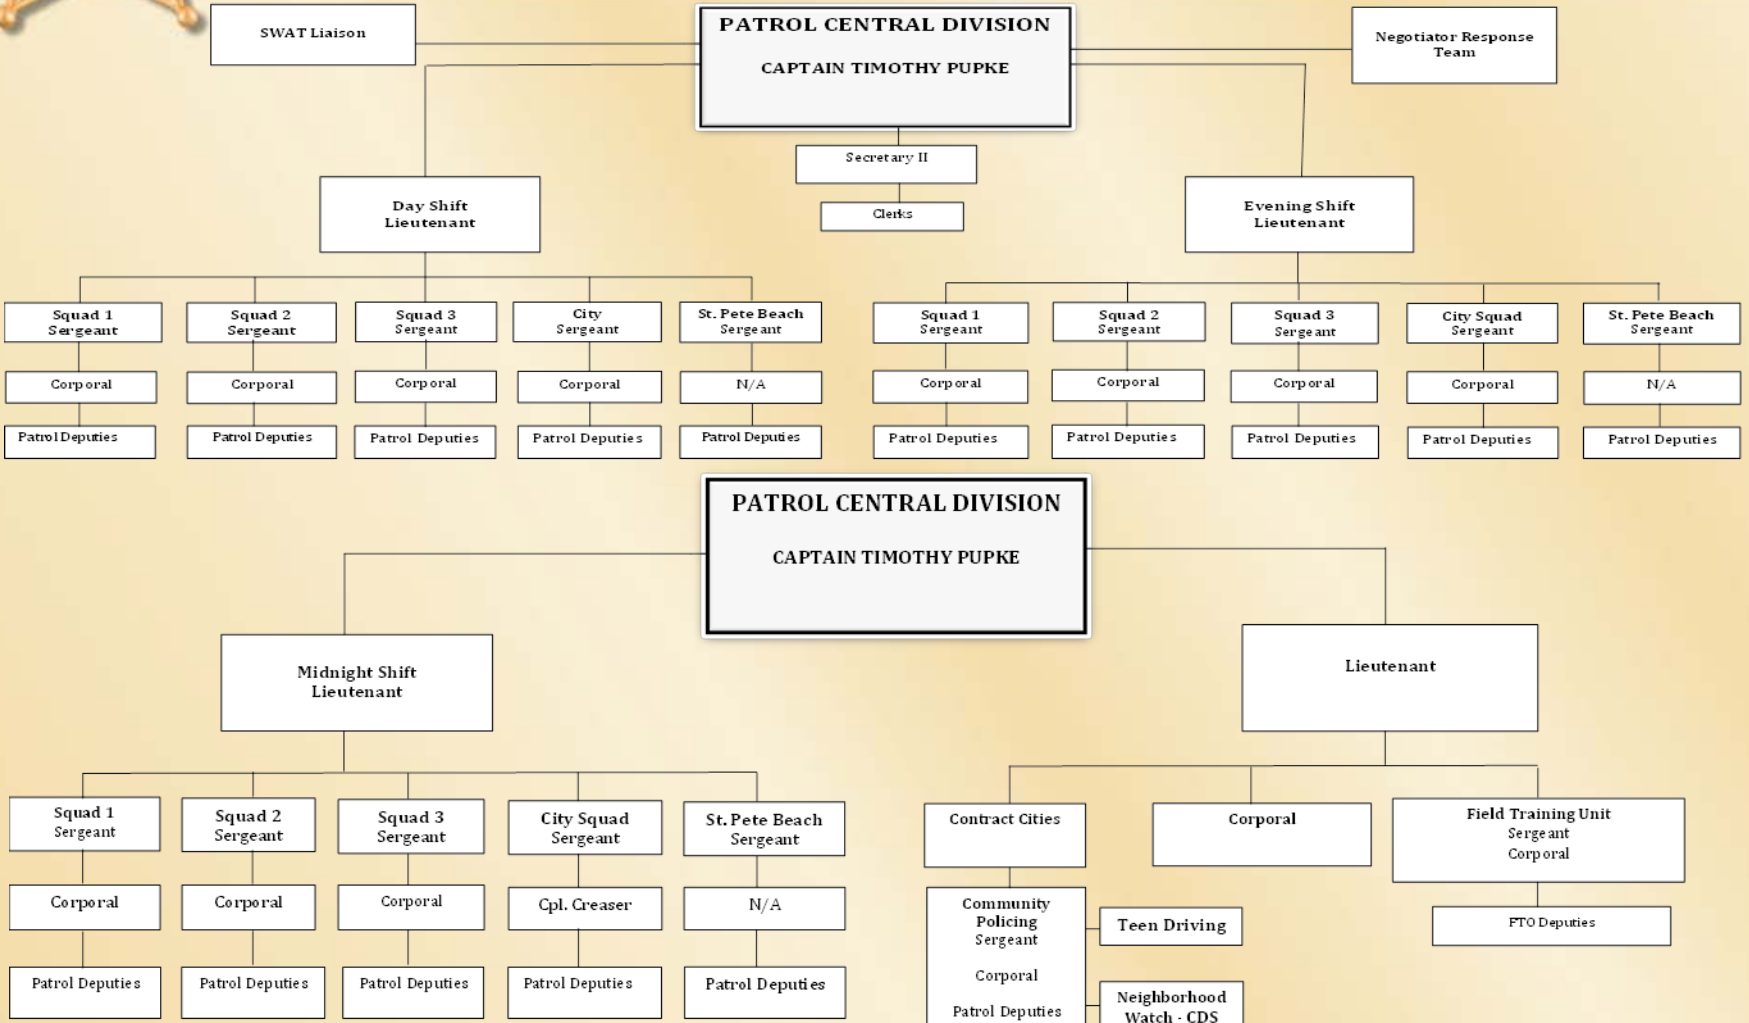 SWAT Liaison
PATROL CENTRAL DIVISION
CAPTAIN TIMOTHY PUPKE
Negotiator Response
Team
Secretary II
Clerks
Day Shift
Lieutenant
Evening Shift
Lieutenant
Squad 1
Sergeant
Squad 2
Sergeant
Squad 3
Sergeant
City
Sergeant
St. Pete Beach
Sergeant
Corporal
Corporal
Corporal
Corporal
N/A
Patrol Deputies
Patrol Deputies
Patrol Deputies
Patrol Deputies
Patrol Deputies
Squad 1
Sergeant
Squad 2
Sergeant
Squad 3
Sergeant
City Squad
Sergeant
St. Pete Beach
Sergeant
Corporal
Corporal
Corporal
Corporal
N/A
Patrol Deputies
Patrol Deputies
Patrol Deputies
Patrol Deputies
Patrol Deputies
PATROL CENTRAL DIVISION
CAPTAIN TIMOTHY PUPKE
Midnight Shift
Lieutenant
Lieutenant
Squad 1
Sergeant
Squad 2
Sergeant
Squad 3
Sergeant
City Squad
Sergeant
St. Pete Beach
Sergeant
Corporal
Corporal
Corporal
Cpl. Creaser
N/A
Patrol Deputies
Patrol Deputies
Patrol Deputies
Patrol Deputies
Patrol Deputies
Contract Cities
Corporal
Field Training Unit
Sergeant
Corporal
Community
Policing
Sergeant
Corporal
Patrol Deputies
Teen Driving
Neighborhood
Watch - CDS
FTO Deputies